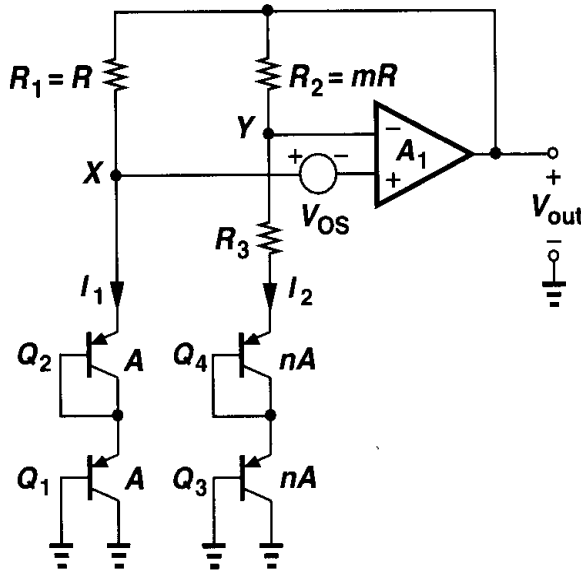 R1 = R
R2 = mR
Y
X
+ −
VOS
−
+
A1
+
Vout
−
R3
I1
I2
Q2
A
Q4
nA
Q1
A
Q3
nA